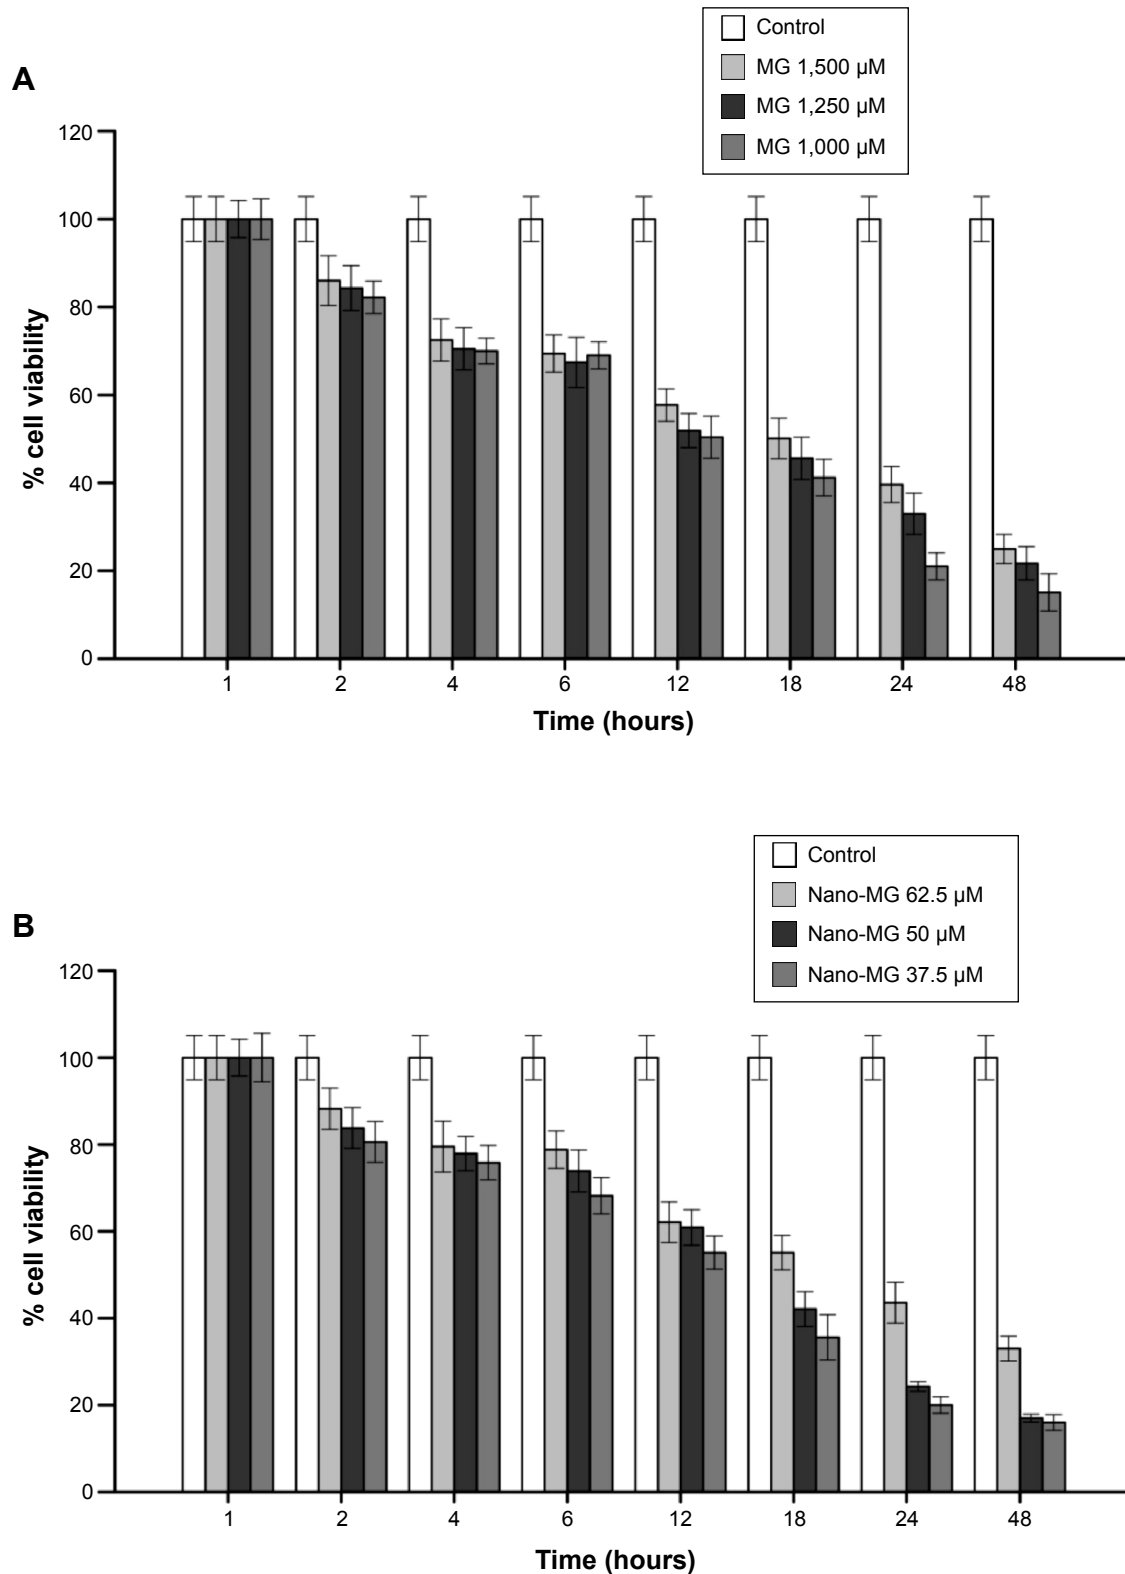 Control
MG 1,500 µM
MG 1,250 µM
MG 1,000 µM
A
120
100
80
60
40
20
0
% cell viability
1 2 4 6 12 18 24 48
Time (hours)
Control
Nano-MG 62.5 µM
Nano-MG 50 µM
Nano-MG 37.5 µM
B
120
100
80
60
40
20
0
% cell viability
1 2 4 6 12 18 24 48
Time (hours)